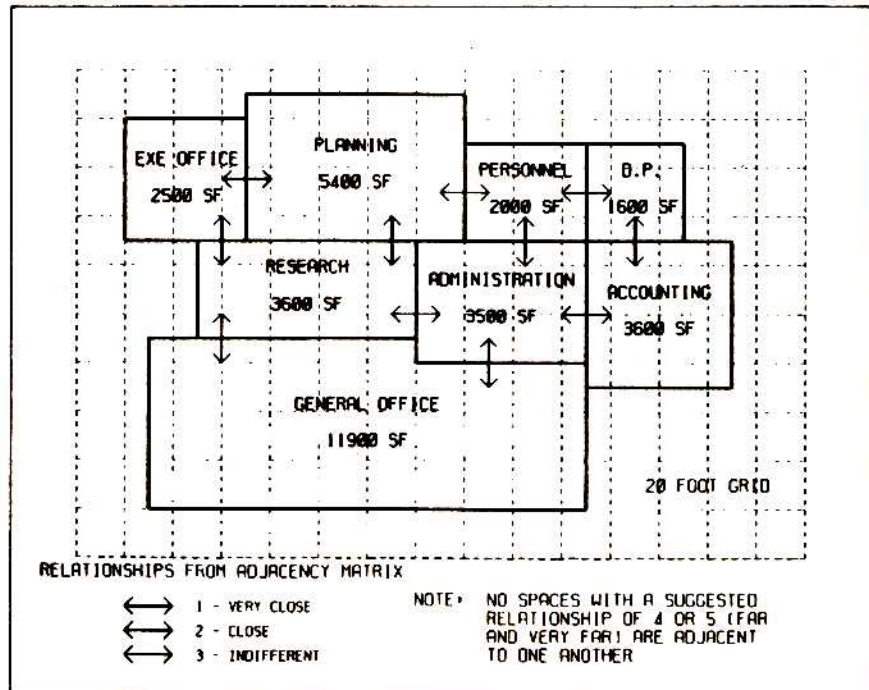 PLANNING
5400 SF
EXE OFFICE
2500 SF
PERSONNEL
2000 SF
D.P.
1600 SF
RESEARCH
3600 SF
ADMINISTRATION
3500 SF
ACCOUNTING
3600 SF
GENERAL OFFICE
11900 SF
20 FOOT GRID
RELATIONSHIPS FROM ADJACENCY MATRIX
1 - VERY CLOSE
2 - CLOSE
3 - INDIFFERENT
NOTE: NO SPACES WITH A SUGGESTED
RELATIONSHIP OF 4 OR 5 (FAR
AND VERY FAR) ARE ADJACENT
TO ONE ANOTHER